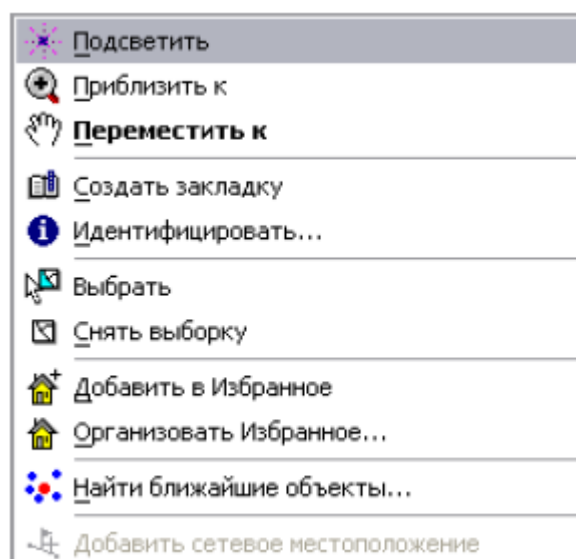 Подсветить
Приблизить к
Переместить к
Создать закладку
Идентифицировать...
Выбрать
Снять выборку
Добавить в Избранное
Организовать Избранное...
Найти ближайшие объекты...
Добавить сетевое местоположение